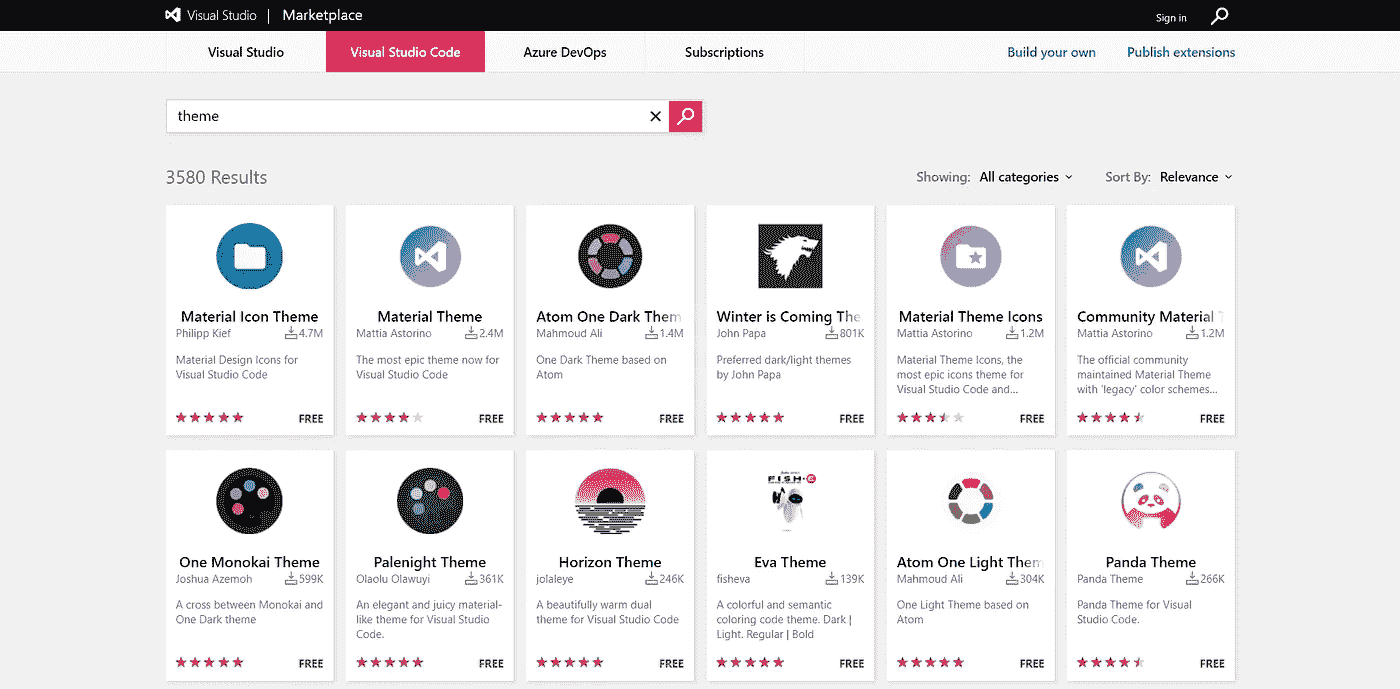 Visual Studio | Marketplace
Sign in
Visual Studio
Visual Studio Code
Azure DevOps
Subscriptions
Build your own
Publish extensions
theme
3580 Results
Showing: All categories
Sort By: Relevance
Material Icon Theme
Philipp Kief 4.7M
Material Design Icons for
Visual Studio Code
FREE
Material Theme
Mattia Astorino 2.4M
The most epic theme now for
Visual Studio Code
FREE
Atom One Dark Them
Mahmoud Ali 1.4M
One Dark Theme based on
Atom
FREE
Winter is Coming The
John Papa 801K
Preferred dark/light themes
by John Papa
FREE
Material Theme Icons
Mattia Astorino 1.2M
Material Theme Icons, the
most epic icons theme for
Visual Studio Code and...
FREE
Community Material T
Mattia Astorino 1.2M
The official community
maintained Material Theme
with 'legacy' color schemes...
FREE
One Monokai Theme
Joshua Azemoh 599K
A cross between Monokai and
One Dark theme
FREE
Palenight Theme
Olaolu Olawuyi 361K
An elegant and juicy material-
like theme for Visual Studio
Code.
FREE
Horizon Theme
jolaleye 246K
A beautifully warm dual
theme for Visual Studio Code
FREE
FISH-C
Eva Theme
fisheva 139K
A colorful and semantic
coloring code theme. Dark |
Light. Regular | Bold
FREE
Atom One Light Them
Mahmoud Ali 304K
One Light Theme based on
Atom
FREE
Panda Theme
Panda Theme 266K
Panda Theme for Visual
Studio Code.
FREE